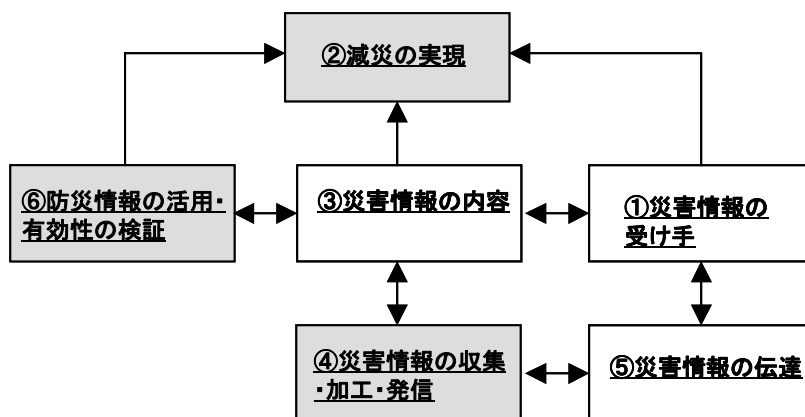 ②減災の実現
⑥防災情報の活用・
有効性の検証
③災害情報の内容
①災害情報の
受け手
④災害情報の収集
・加工・発信
⑤災害情報の伝達